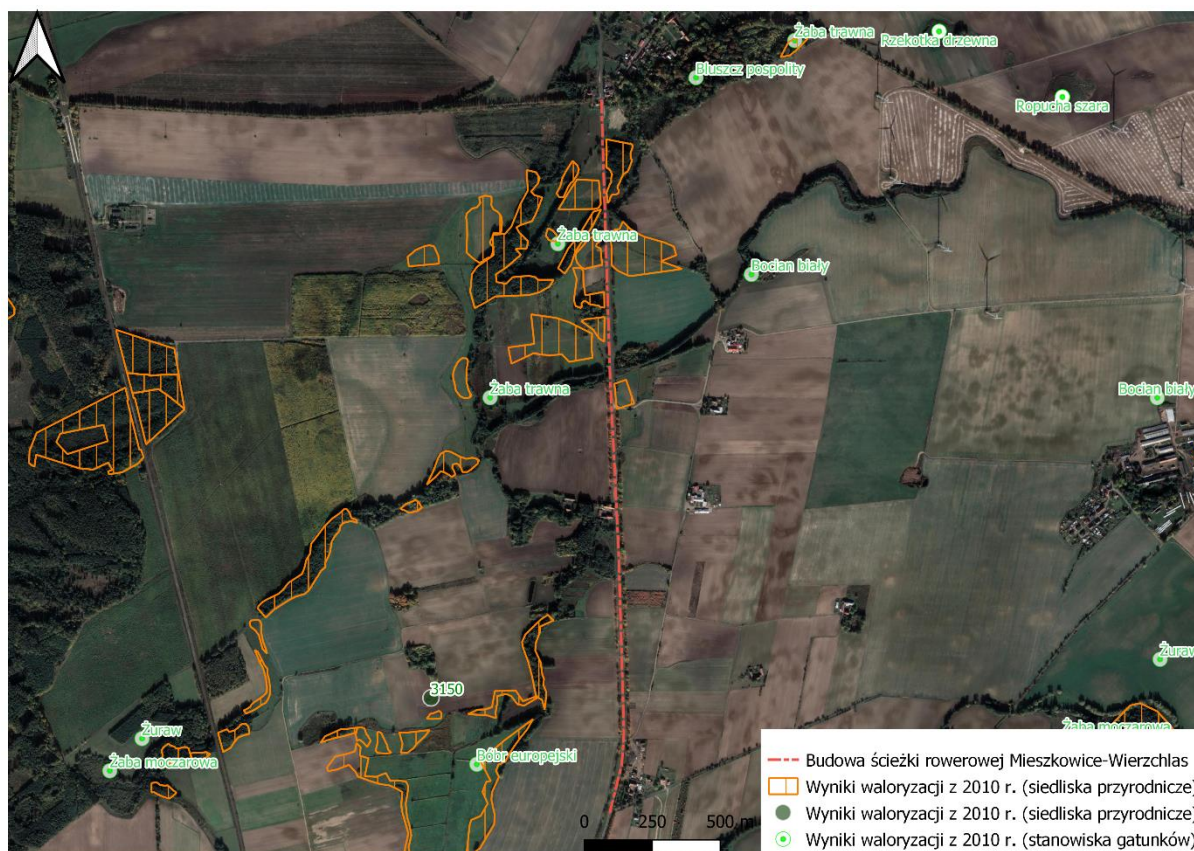 Żaba trawna
Rzekotka drzewna
Bluszcz pospolity
Ropucha szara
Żaba trawna
Bocian biały
Żaba trawna
Bocian biały
Żuraw
3150
Żaba moczarowa
Żuraw
Bóbr europejski
Żaba moczarowa
Budowa ścieżki rowerowej Mieszkowice-Wierzchlas
Wyniki waloryzacji z 2010 r. (siedliska przyrodnicze)
Wyniki waloryzacji z 2010 r. (siedliska przyrodnicze)
Wyniki waloryzacji z 2010 r. (stanowiska gatunków)
0 250 500 m